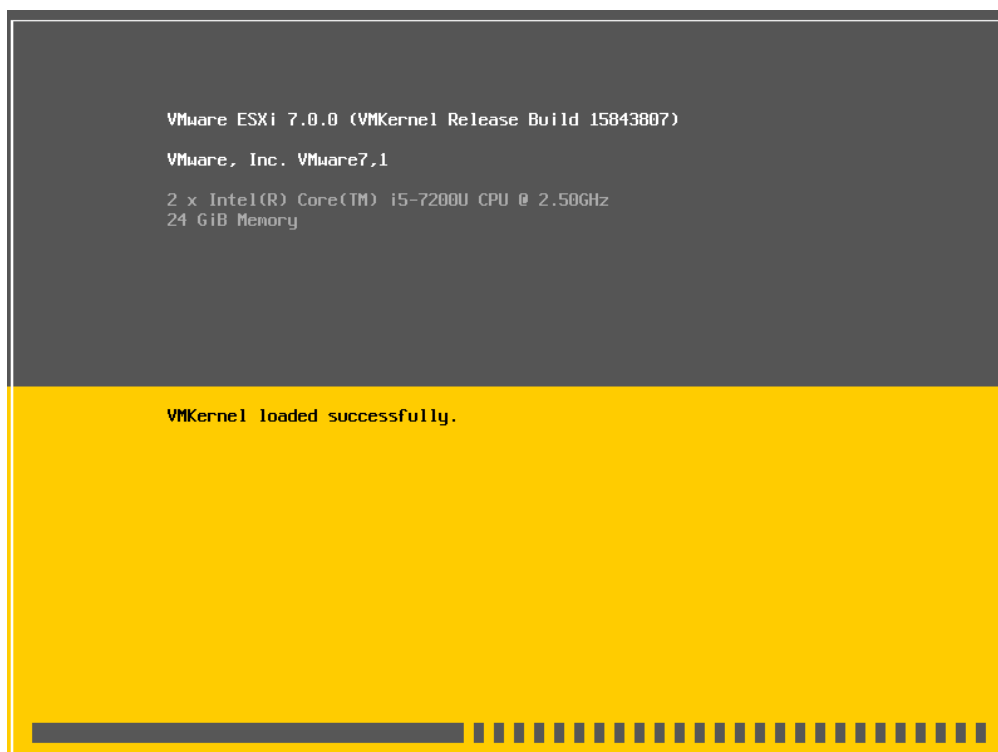 VMware ESXi 7.0.0 (VMKernel Release Build 15843807)
VMware, Inc. VMware7,1
2 x Intel(R) Core(TM) i5-7200U CPU @ 2.50GHz
24 GiB Memory
VMKernel loaded successfully.